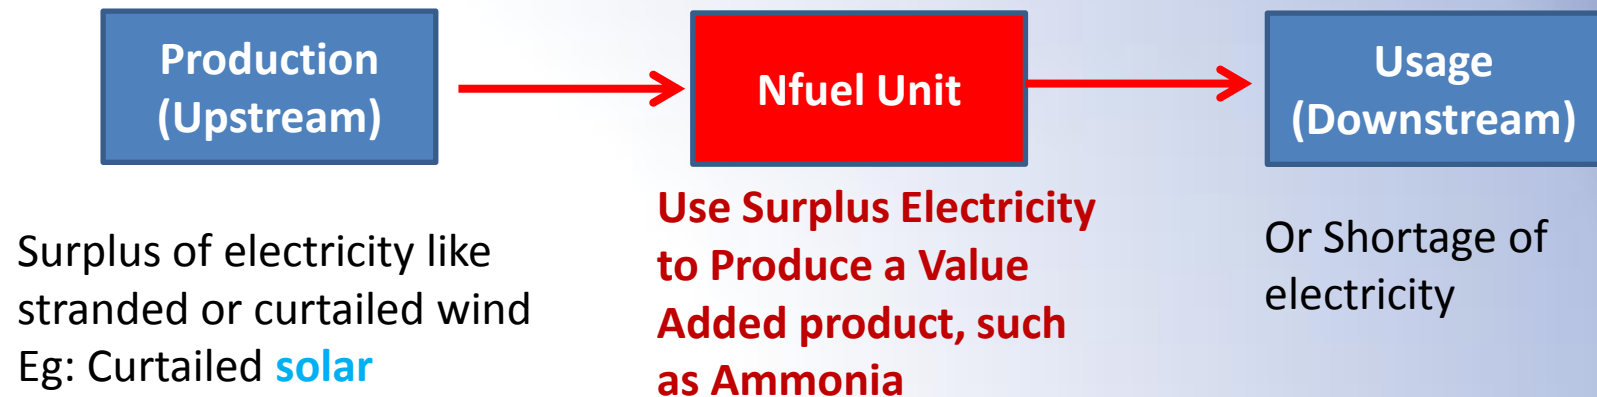 Production
(Upstream)
Nfuel Unit
Usage
(Downstream)
Surplus of electricity like
stranded or curtailed wind
Eg: Curtailed solar
Use Surplus Electricity
to Produce a Value
Added product, such
as Ammonia
Or Shortage of
electricity